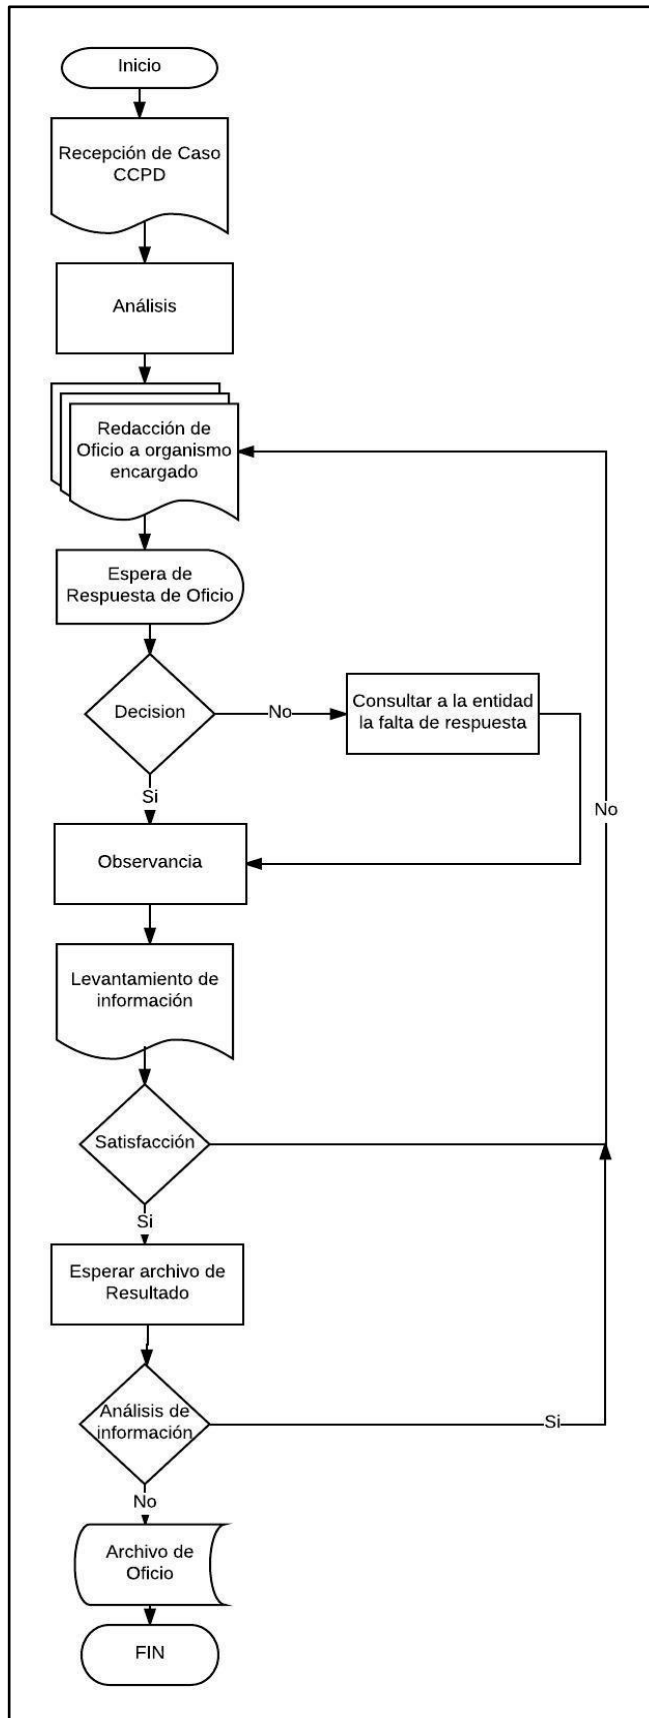 Inicio
Recepción de Caso
CCPD
Análisis
Redacción de
Oficio a organismo
encargado
Espera de
Respuesta de Oficio
Decision
No
Consultar a la entidad
la falta de respuesta
Si
No
Observancia
Levantamiento de
información
Satisfacción
Si
Esperar archivo de
Resultado
Análisis de
información
Si
No
Archivo de
Oficio
FIN